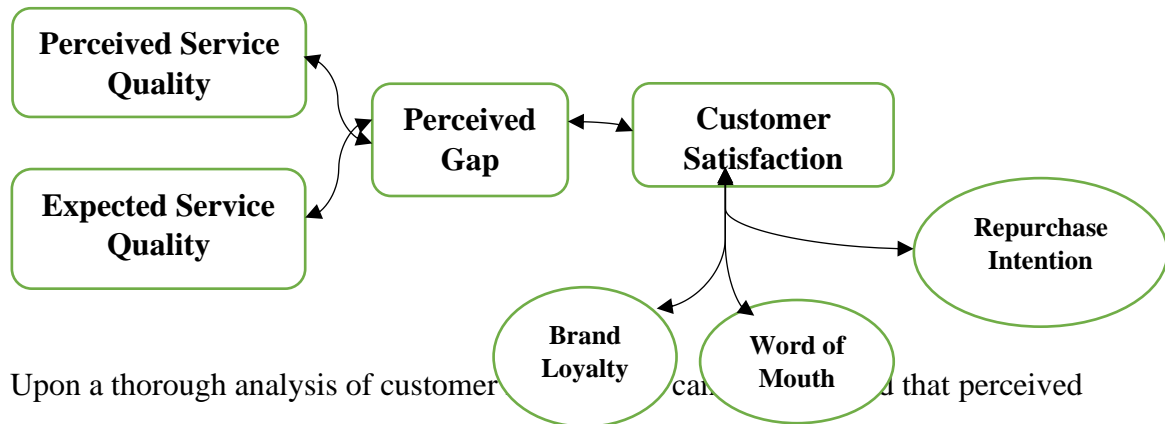 Perceived Service
Quality
Perceived
Gap
Customer
Satisfaction
Expected Service
Quality
Repurchase
Intention
Brand
Loyalty
Word of
Mouth
Upon a thorough analysis of customer can that perceived